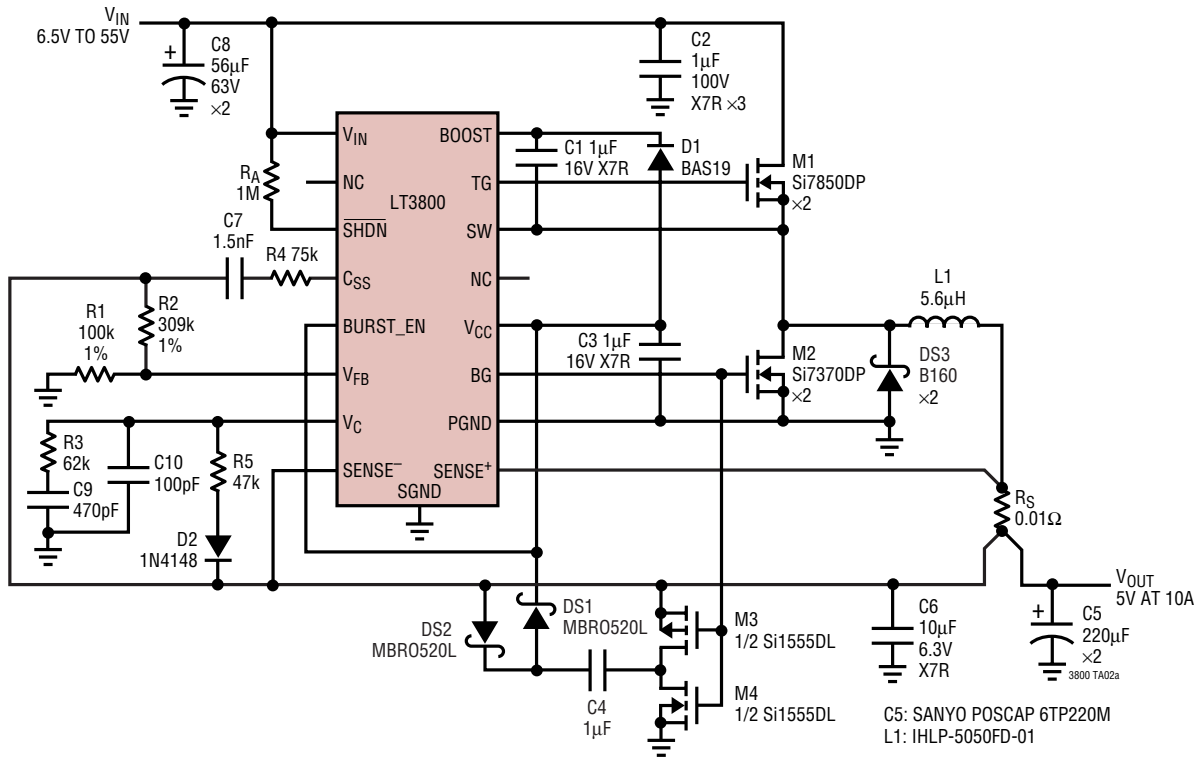 VIN
6.5V TO 55V
+
C8
56µF
63V
×2
C2
1µF
100V
X7R ×3
RA
1M
VIN
NC
SHDN
CSS
BURST_EN
VFB
VC
SENSE–
LT3800
SGND
BOOST
TG
SW
NC
VCC
BG
PGND
SENSE+
C1 1µF
16V X7R
D1
BAS19
M1
Si7850DP
×2
C7
1.5nF
R4 75k
R1
100k
1%
R2
309k
1%
C3 1µF
16V X7R
M2
Si7370DP
×2
L1
5.6µH
DS3
B160
×2
R3
62k
C9
470pF
C10
100pF
R5
47k
D2
1N4148
RS
0.01Ω
VOUT
5V AT 10A
DS2
MBRO520L
DS1
MBRO520L
C4
1µF
M3
1/2 Si1555DL
M4
1/2 Si1555DL
C6
10µF
6.3V
X7R
+
C5
220µF
×2
3800 TA02a
C5: SANYO POSCAP 6TP220M
L1: IHLP-5050FD-01